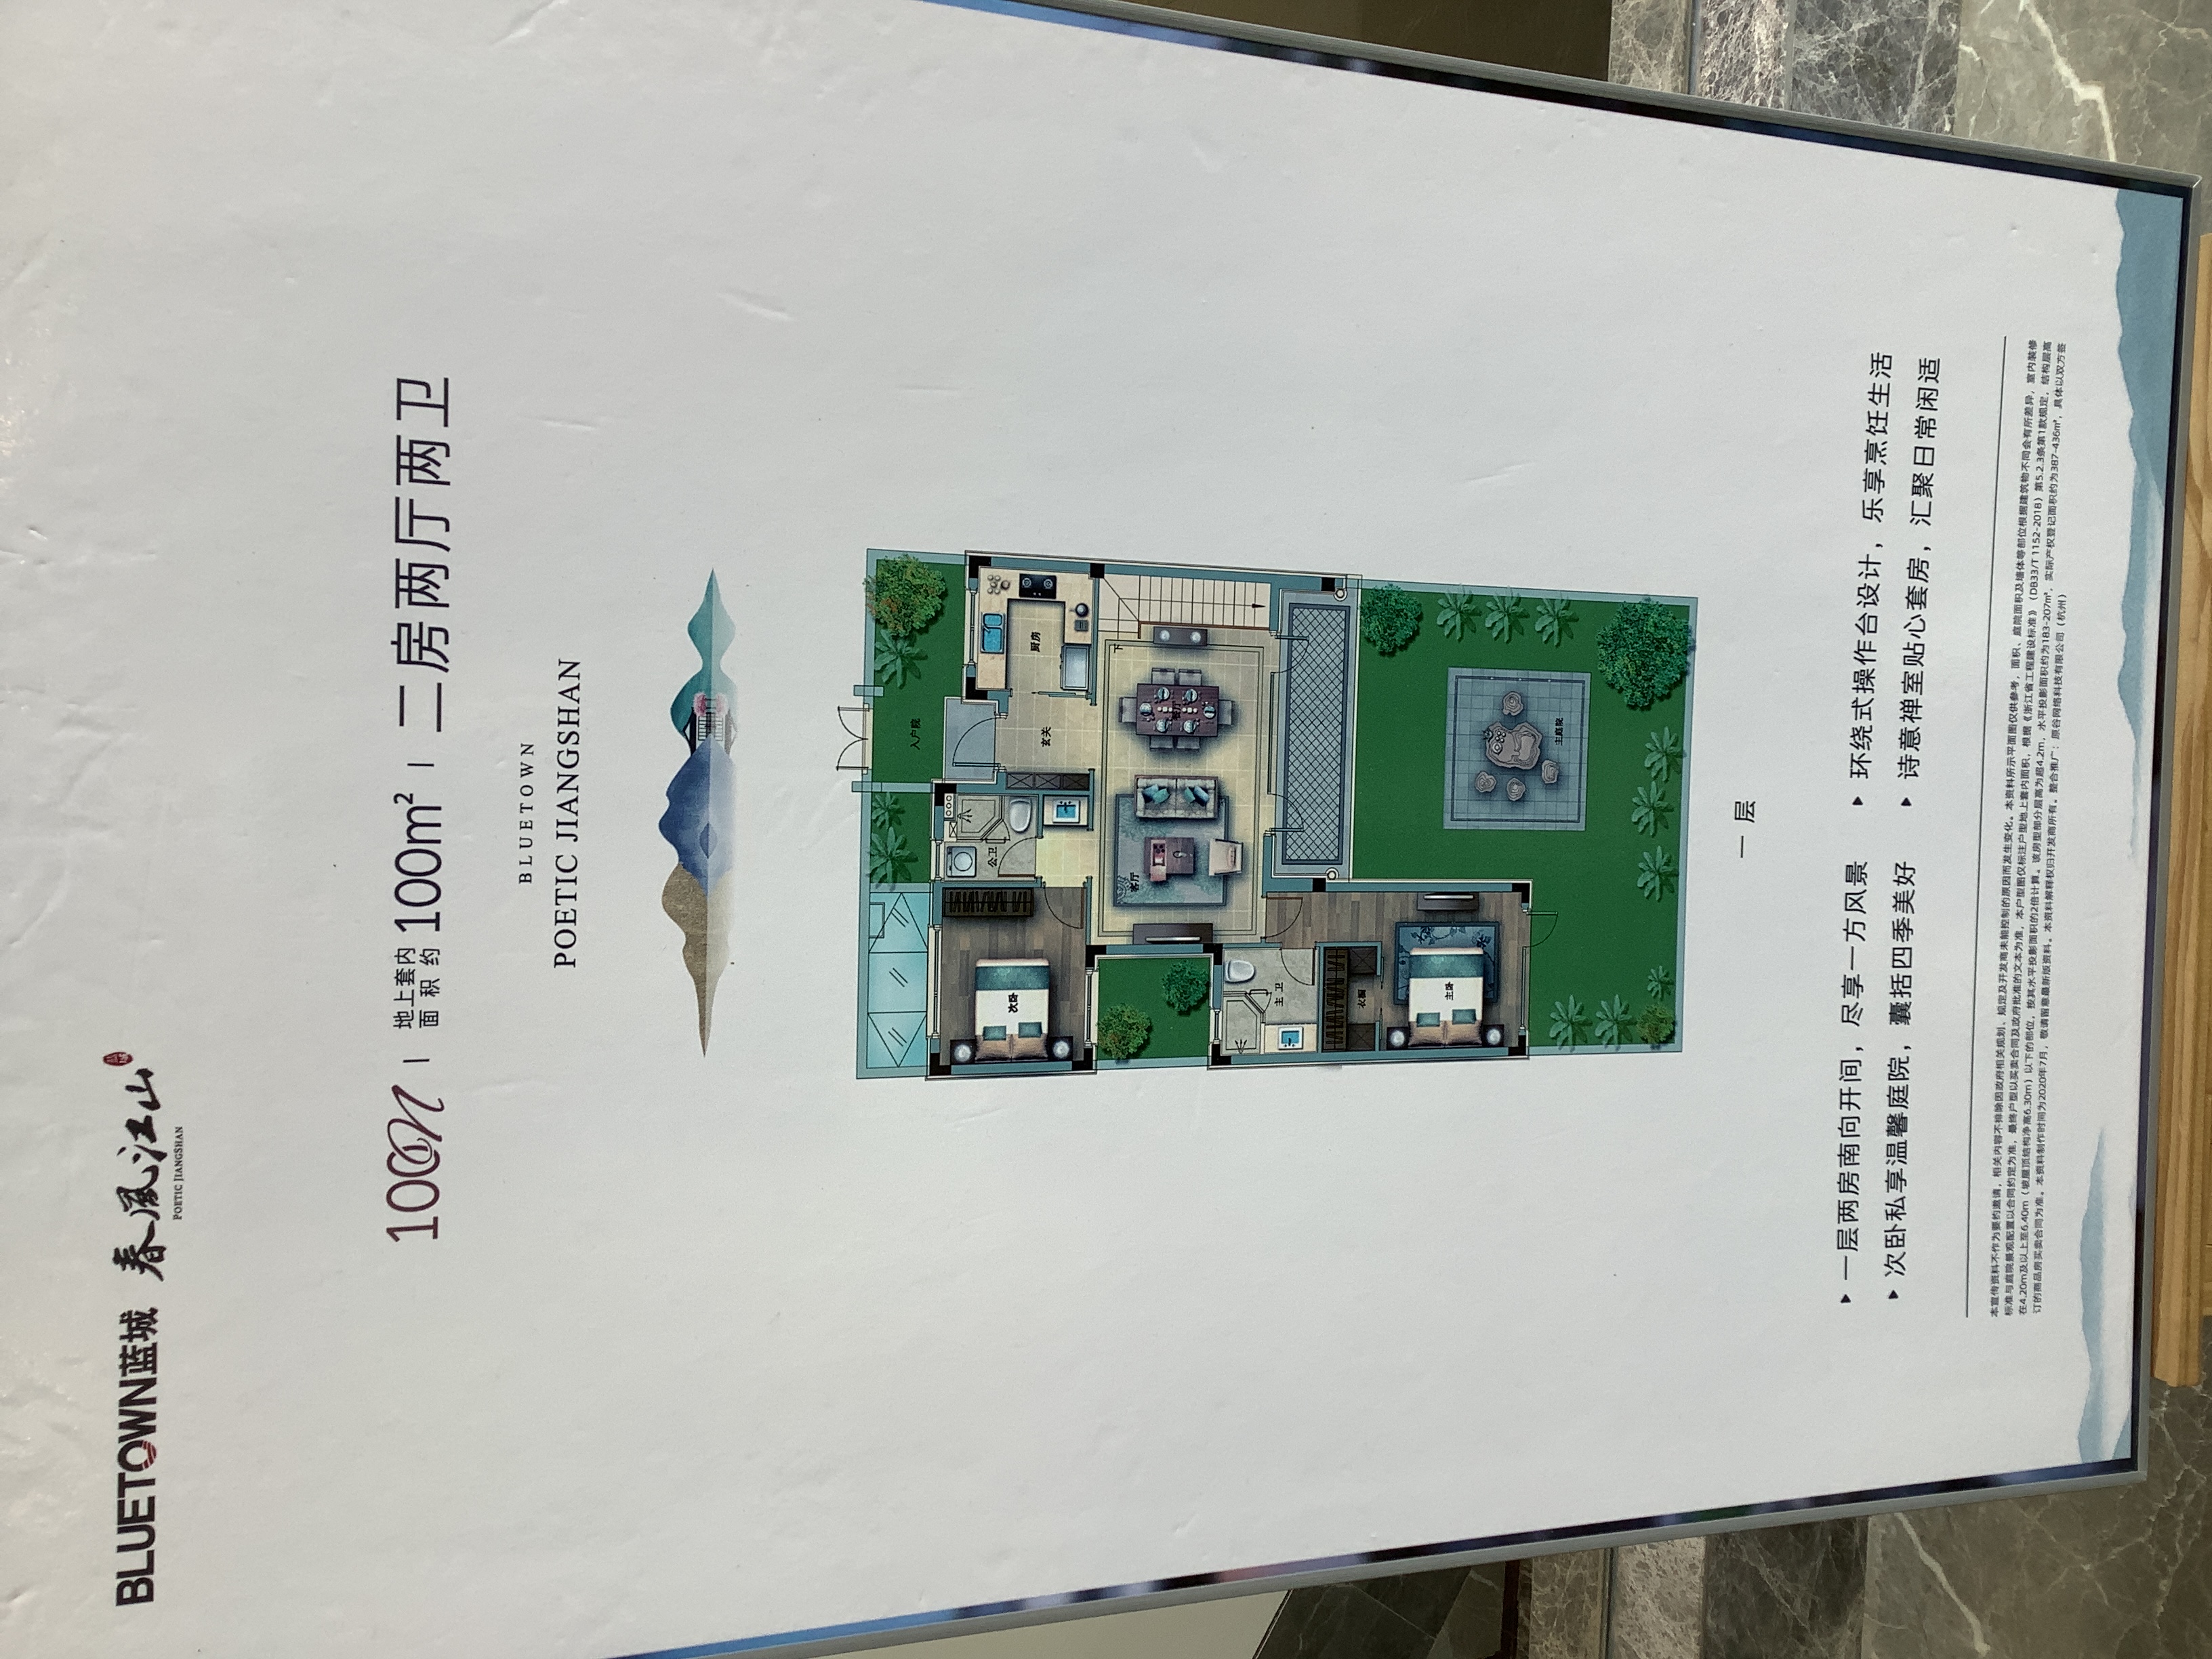 BLUETOWN蓝城 春風江山
POETIC JIANGSHAN
100N | 地上套内面积约 100m² | 二房两厅两卫
BLUETOWN
POETIC JIANGSHAN
入户院
次卧
公卫
玄关
厨房
客厅
餐厅
下
主卫
衣橱
主卧
主庭院
一层
一层两房南向开间，尽享一方风景
次卧私享温馨庭院，囊括四季美好
环绕式操作台设计，乐享烹饪生活
诗意禅室贴心套房，汇聚日常闲适
本宣传资料不作为要约邀请，相关内容不排除因政府相关规划、规定及开发商未能控制的原因而发生变化。本资料所示平面图仅供参考，面积、庭院面积及墙体等部位根据建筑物不同会有所差异，室内装修
标准与庭院景观配置以合同约定为准，最终户型以买卖合同及政府批准的文本为准，本户型图仅标注户型地上套内面积，根据《浙江省工程建设标准》（DB33/T 1152-2018）第5.2.3条第1款规定，结构层高
在4.20m及以上至6.40m（坡屋顶结构净高6.30m）以下的部位，按其水平投影面积的2倍计算。该房型部分层高为超4.2m，水平投影面积约为183-207m²，实际产权登记面积约为387-436m²，具体以双方签
订的商品房买卖合同为准。本资料制作时间为2020年7月，敬请留意最新版资料。本资料解释权归开发商所有。整合推广：原谷网络科技有限公司（杭州）